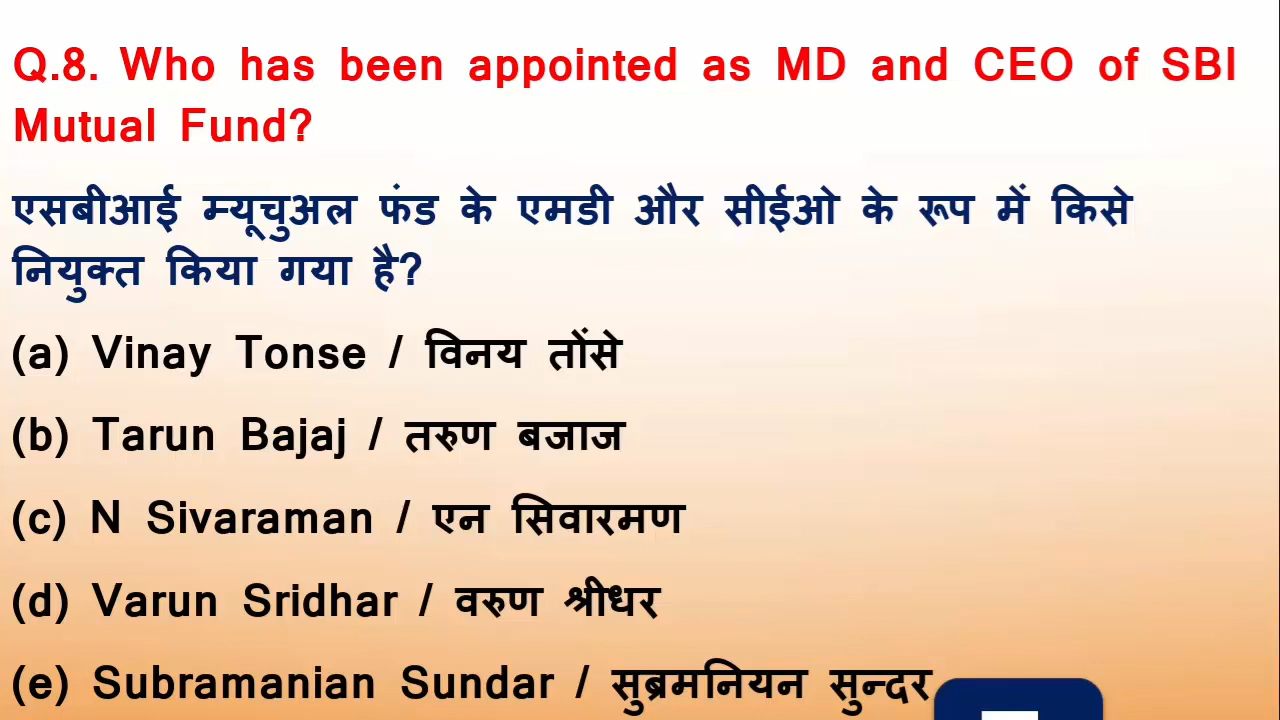 Q.8. Who has been appointed as MD and CEO of SBI
Mutual Fund?
एसबीआई म्यूचुअल फंड के एमडी और सीईओ के रूप में किसे
नियुक्त किया गया है?
(a) Vinay Tonse / विनय तोंसे
(b) Tarun Bajaj / तरुण बजाज
(c) N Sivaraman / एन सिवारमण
(d) Varun Sridhar / वरुण श्रीधर
(e) Subramanian Sundar / सुब्रमनियन सुन्दर